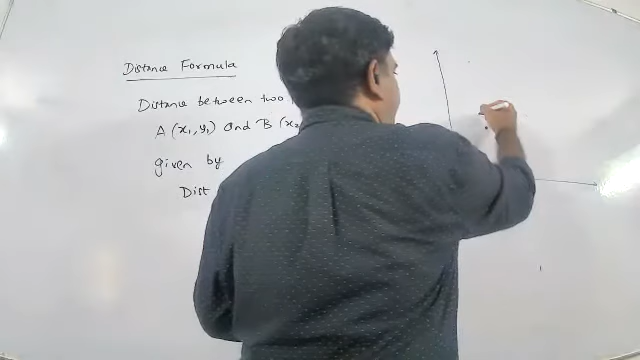 Distance Formula
Distance between two
A (x₁, y₁) and B (x₂
given by
Dist